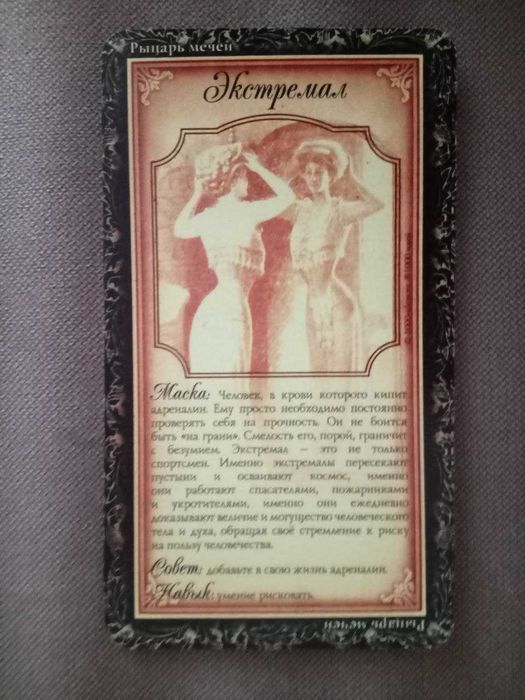 Рыцарь мечей
Экстремал
Маска: Человек, в крови которого кипит
адреналин. Ему просто необходимо постоянно
проверять себя на прочность. Он не боится
быть «на грани». Смелость его, порой, граничит
с безумием. Экстремал – это не только
спортсмен. Именно экстремалы пересекают
пустыни и осваивают космос, именно
они работают спасателями, пожарниками
и укротителями, именно они ежедневно
доказывают величие и могущество человеческого
тела и духа, обращая своё стремление к риску
на пользу человечества.
Совет: добавьте в свою жизнь адреналин.
Навык: умение рисковать.
Рыцарь мечей